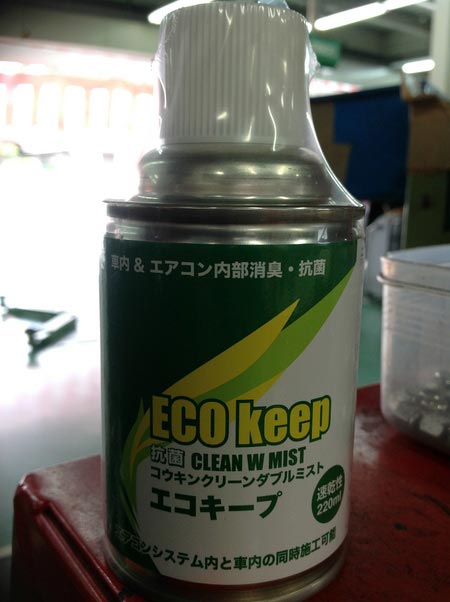 車内 & エアコン内部消臭・抗菌
ECO keep
抗菌 CLEAN W MIST
コウキンクリーンダブルミスト
エコキープ
速乾性
220ml
エアコンシステム内と車内の同時施工可能